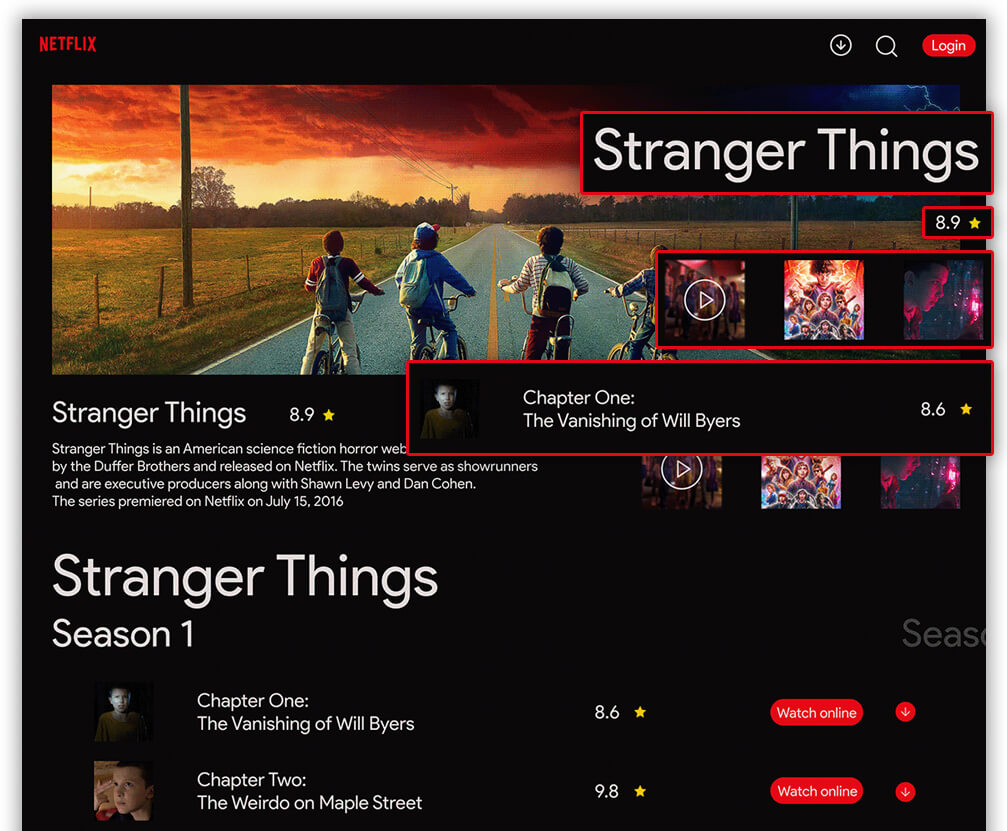 NETFLIX
Login
Stranger Things
8.9
Chapter One:
The Vanishing of Will Byers
8.6
Stranger Things
8.9
Stranger Things is an American science fiction horror web
by the Duffer Brothers and released on Netflix. The twins serve as showrunners
and are executive producers along with Shawn Levy and Dan Cohen.
The series premiered on Netflix on July 15, 2016
Stranger Things
Season 1
Seas
Chapter One:
The Vanishing of Will Byers
8.6
Watch online
Chapter Two:
The Weirdo on Maple Street
9.8
Watch online